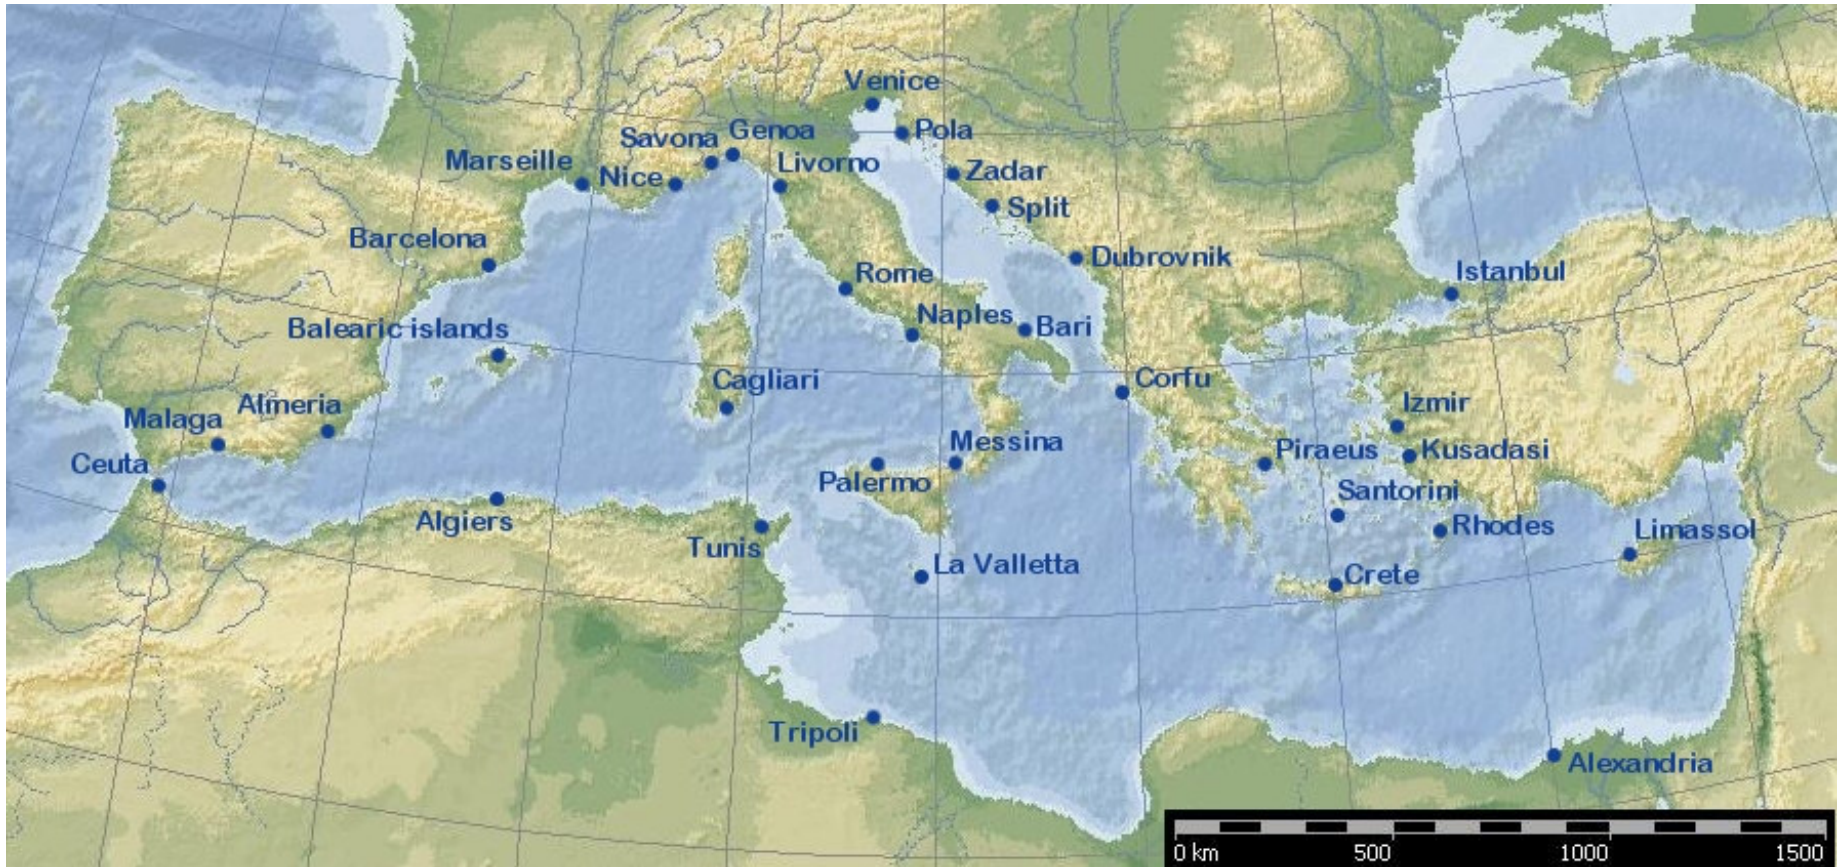 Venice
Savona
Genoa
Pola
Marseille
Nice
Livorno
Zadar
Split
Barcelona
Dubrovnik
Rome
Istanbul
Naples
Bari
Balearic islands
Cagliari
Corfu
Malaga
Almeria
Izmir
Ceuta
Messina
Piraeus
Kusadasi
Palermo
Santorini
Algiers
Rhodes
Limassol
Tunis
La Valletta
Crete
Tripoli
Alexandria
0 km 500 1000 1500